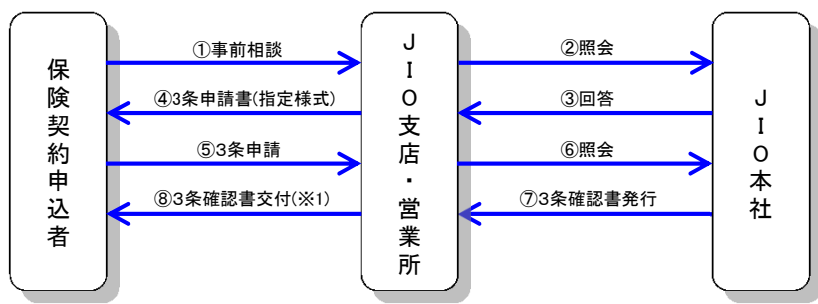 保険契約申込者
①事前相談
④3条申請書(指定様式)
⑤3条申請
⑧3条確認書交付(※1)
JIO支店・営業所
②照会
③回答
⑥照会
⑦3条確認書発行
JIO本社